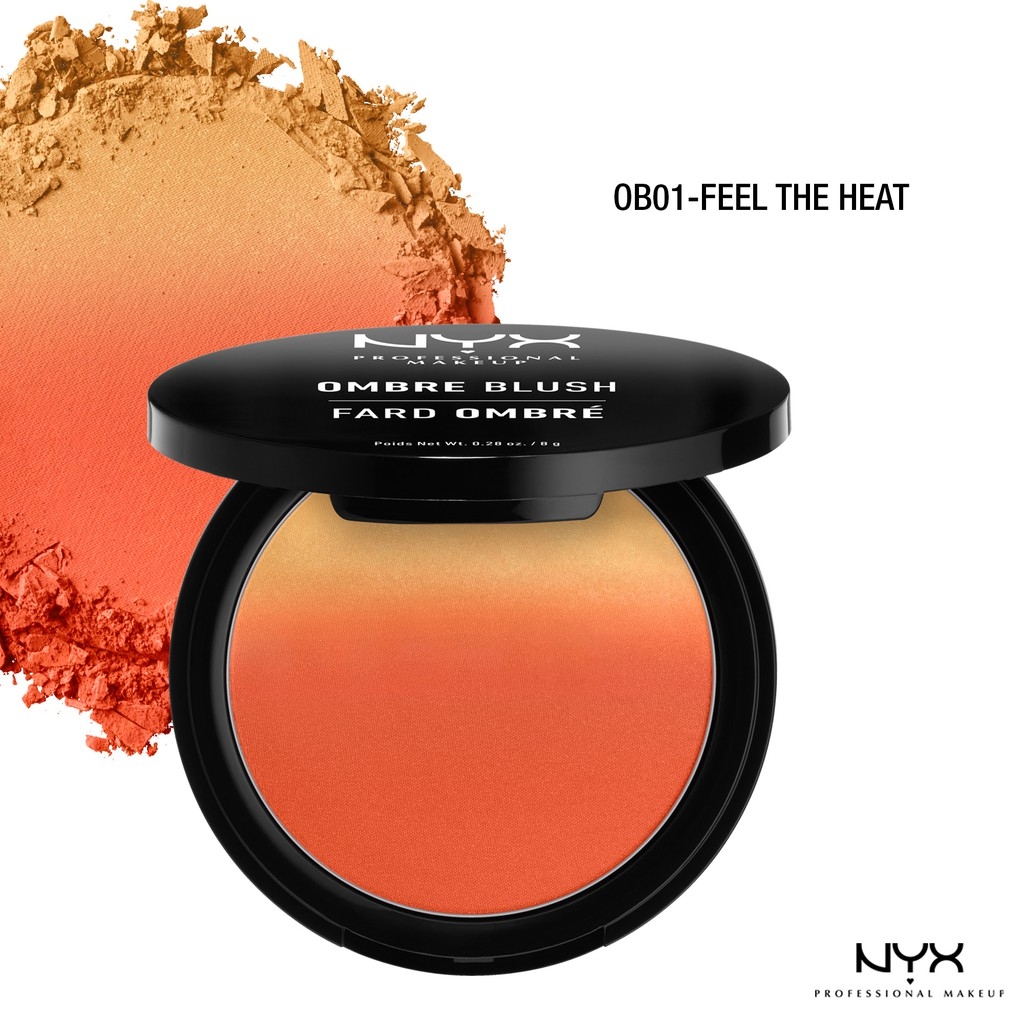 OB01-FEEL THE HEAT
NYX
PROFESSIONAL
MAKEUP
OMBRE BLUSH
FARD OMBRÉ
Poids Net Wt. 0.28 oz. / 8 g
NYX
PROFESSIONAL MAKEUP